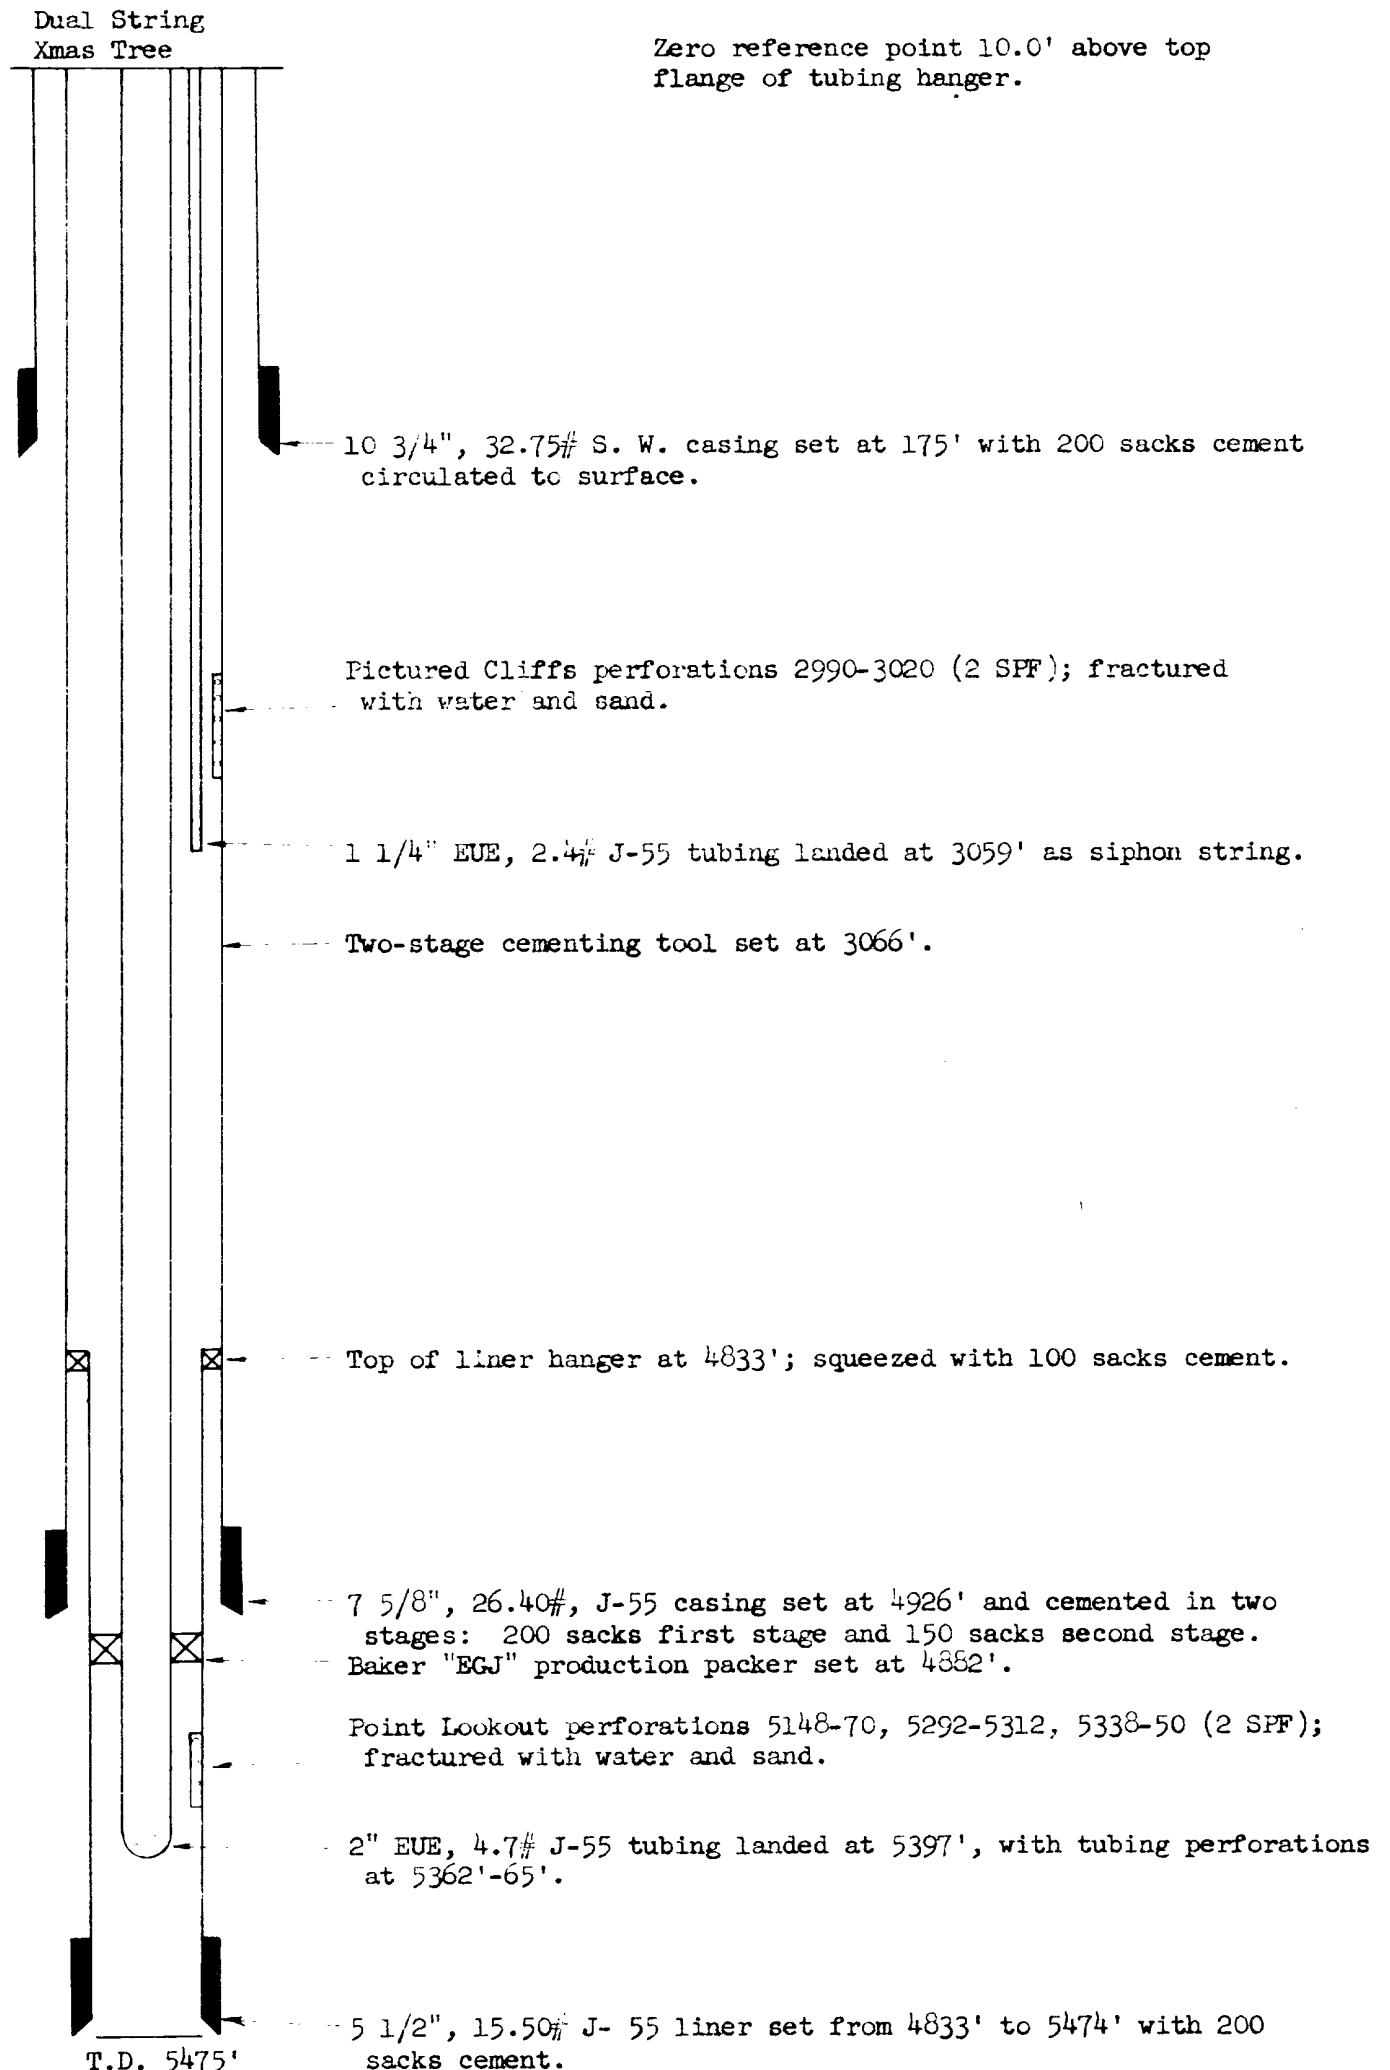 Dual String
Xmas Tree
Zero reference point 10.0' above top
flange of tubing hanger.
10 3/4", 32.75# S. W. casing set at 175' with 200 sacks cement
circulated to surface.
Pictured Cliffs perforations 2990-3020 (2 SPF); fractured
with water and sand.
1 1/4" EUE, 2.4# J-55 tubing landed at 3059' as siphon string.
Two-stage cementing tool set at 3066'.
Top of liner hanger at 4833'; squeezed with 100 sacks cement.
7 5/8", 26.40#, J-55 casing set at 4926' and cemented in two
stages: 200 sacks first stage and 150 sacks second stage.
Baker "EGJ" production packer set at 4882'.
Point Lookout perforations 5148-70, 5292-5312, 5338-50 (2 SPF);
fractured with water and sand.
2" EUE, 4.7# J-55 tubing landed at 5397', with tubing perforations
at 5362'-65'.
5 1/2", 15.50# J- 55 liner set from 4833' to 5474' with 200
sacks cement.
T.D. 5475'